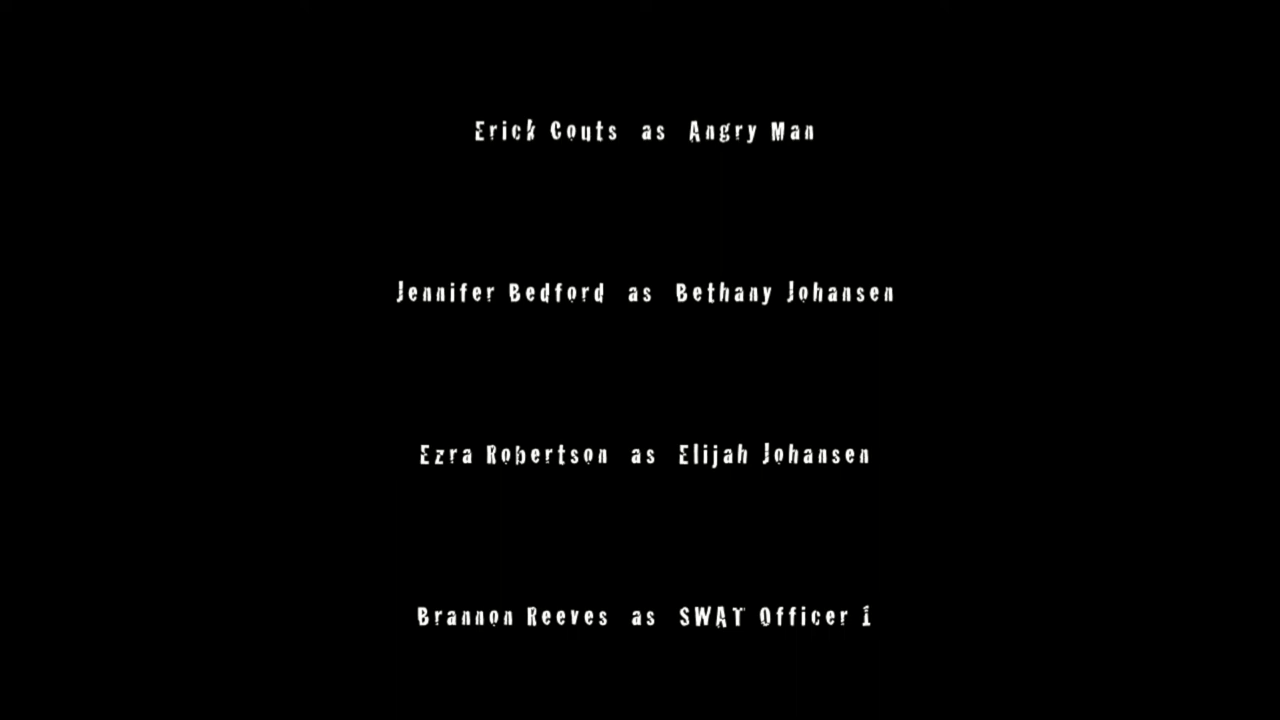 Erick Couts as Angry Man
Jennifer Bedford as Bethany Johansen
Ezra Robertson as Elijah Johansen
Brannon Reeves as SWAT Officer 1